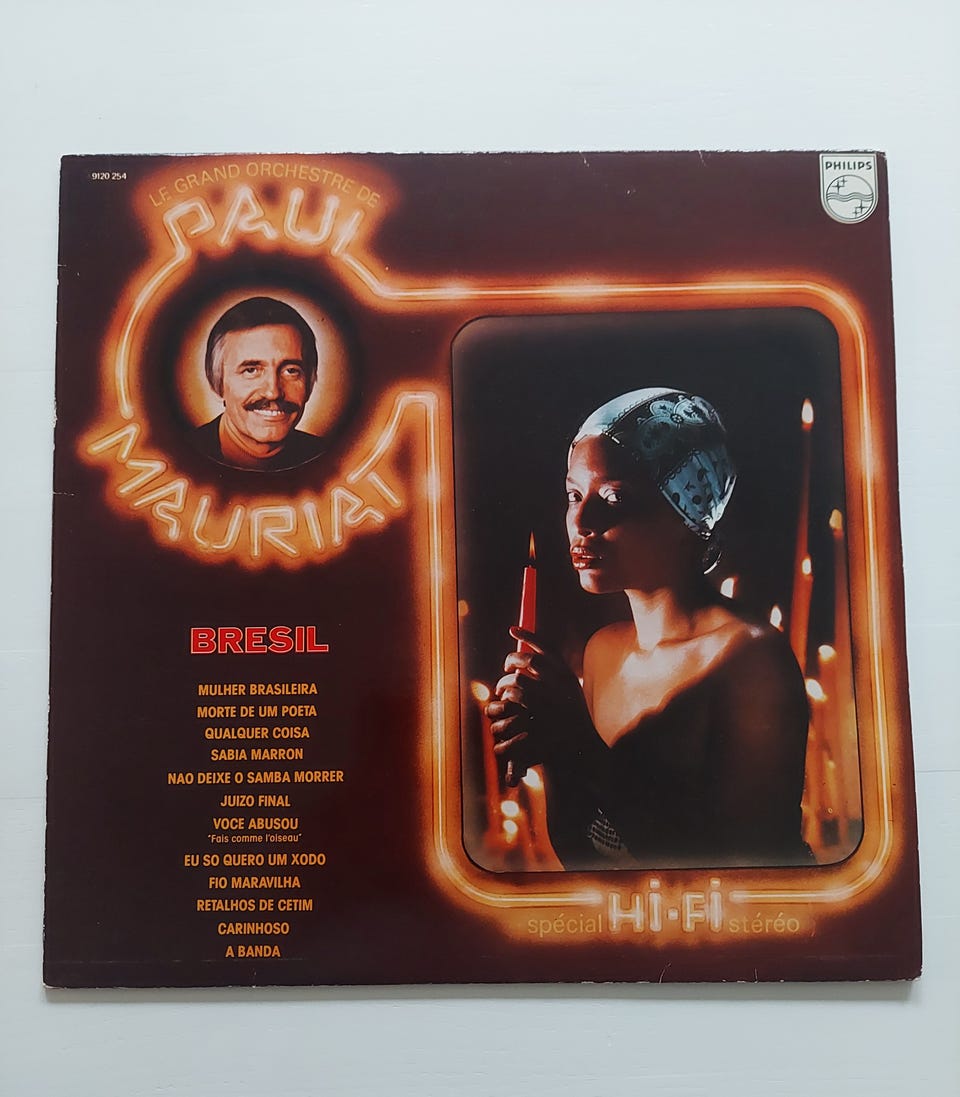 9120 254
LE GRAND ORCHESTRE DE
PAUL
MAURIAT
PHILIPS
BRESIL
MULHER BRASILEIRA
MORTE DE UM POETA
QUALQUER COISA
SABIA MARRON
NAO DEIXE O SAMBA MORRER
JUIZO FINAL
VOCE ABUSOU
"Fais comme l'oiseau"
EU SO QUERO UM XODO
FIO MARAVILHA
RETALHOS DE CETIM
CARINHOSO
A BANDA
spécial Hi-Fi stéréo